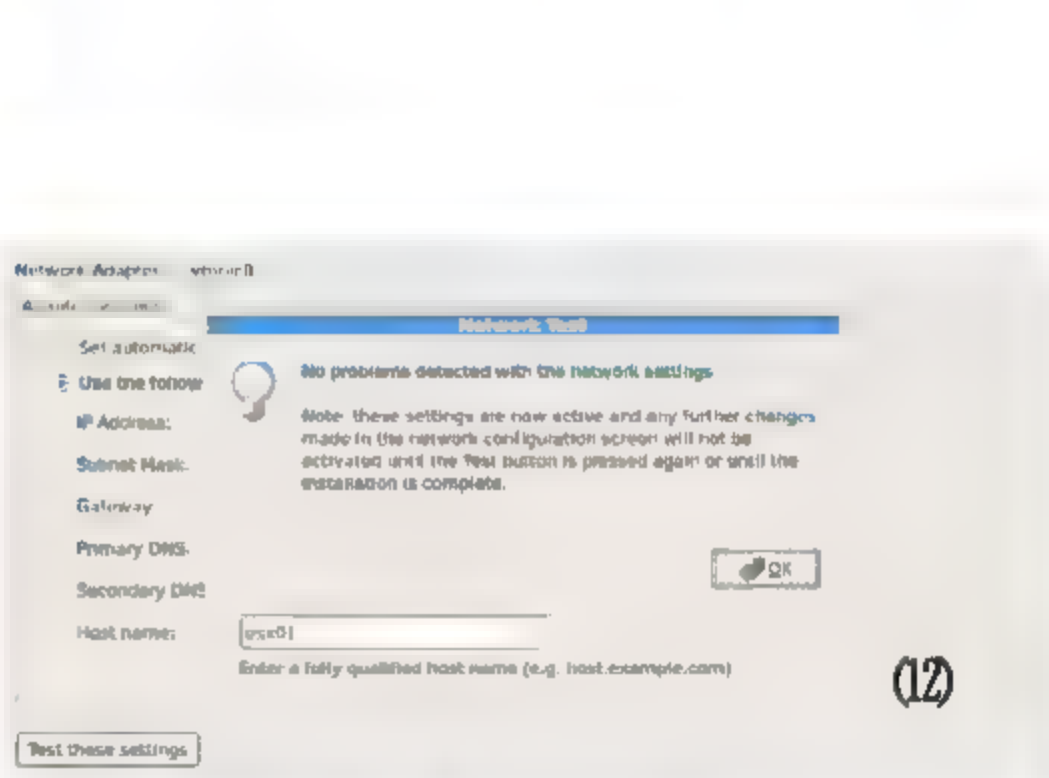 Network Adapter:
Network Test
Set automatic
No problems detected with the network settings
Use the follow
Note: these settings are now active and any further changes
made in the network configuration screen will not be
activated until the Test button is pressed again or until the
installation is complete.
IP Address:
Subnet Mask:
Gateway
Primary DNS:
OK
Secondary DNS
Host name:
esx01
Enter a fully qualified host name (e.g. host.example.com)
(12)
Test these settings